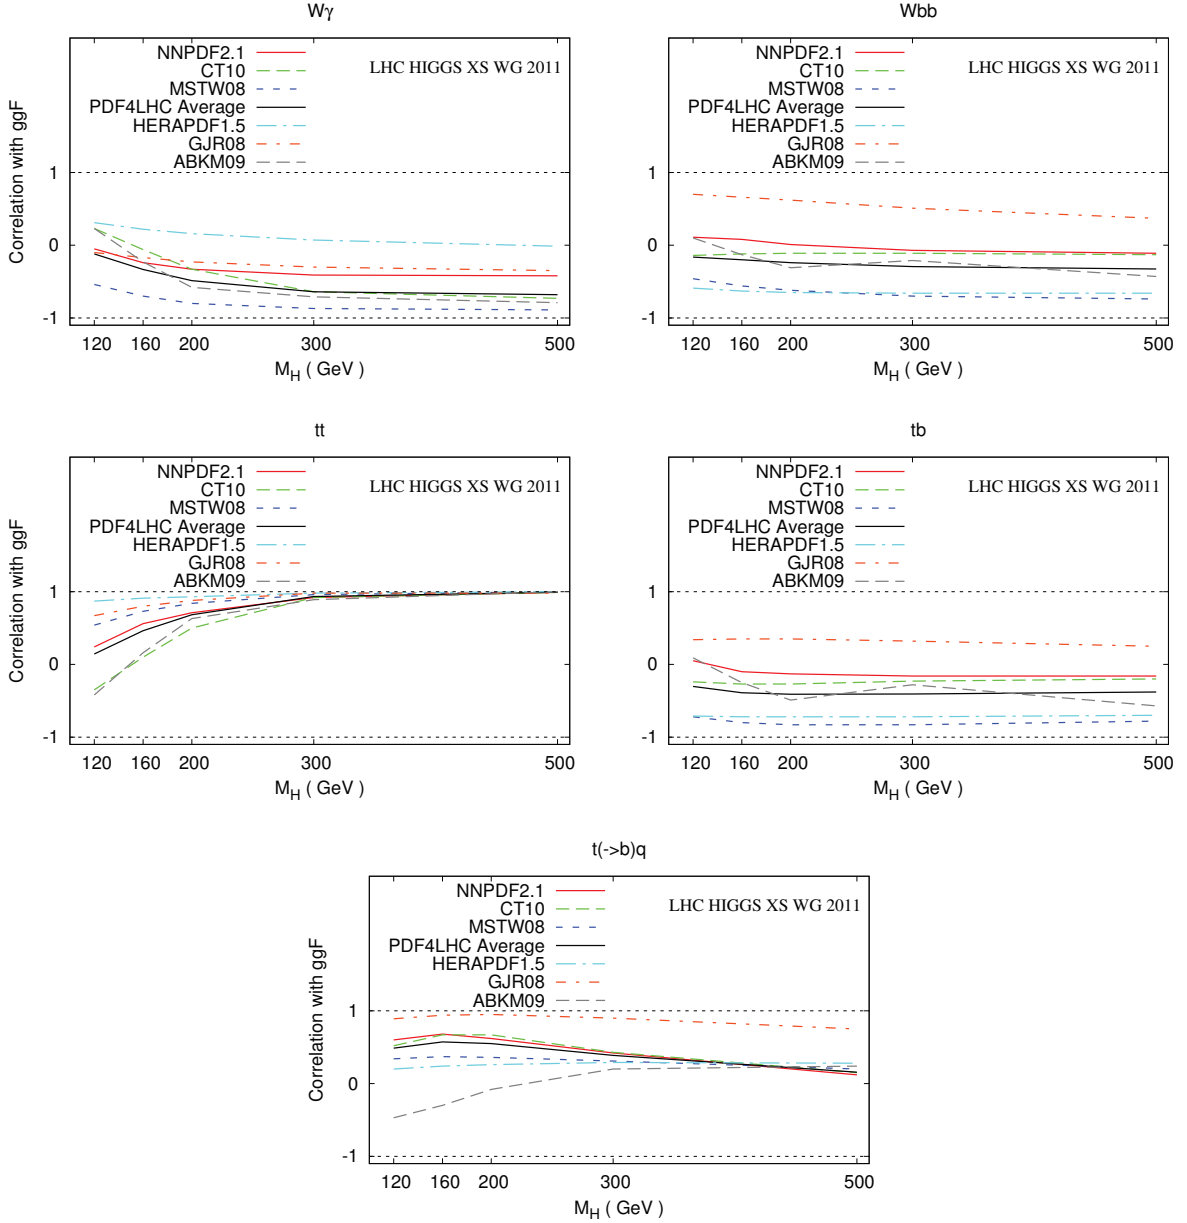 Wγ
NNPDF2.1
CT10
MSTW08
PDF4LHC Average
HERAPDF1.5
GJR08
ABKM09
LHC HIGGS XS WG 2011
Correlation with ggF
1
0
-1
120 160 200 300 500
M_H ( GeV )
Wbb
NNPDF2.1
CT10
MSTW08
PDF4LHC Average
HERAPDF1.5
GJR08
ABKM09
LHC HIGGS XS WG 2011
1
0
-1
120 160 200 300 500
M_H ( GeV )
tt
NNPDF2.1
CT10
MSTW08
PDF4LHC Average
HERAPDF1.5
GJR08
ABKM09
LHC HIGGS XS WG 2011
Correlation with ggF
1
0
-1
120 160 200 300 500
M_H ( GeV )
tb
NNPDF2.1
CT10
MSTW08
PDF4LHC Average
HERAPDF1.5
GJR08
ABKM09
LHC HIGGS XS WG 2011
1
0
-1
120 160 200 300 500
M_H ( GeV )
t(->b)q
NNPDF2.1
CT10
MSTW08
PDF4LHC Average
HERAPDF1.5
GJR08
ABKM09
LHC HIGGS XS WG 2011
Correlation with ggF
1
0
-1
120 160 200 300 500
M_H ( GeV )